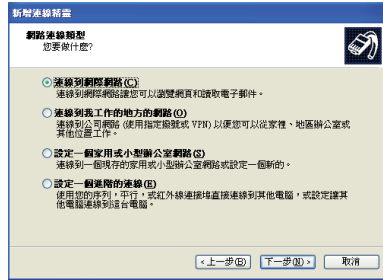 新增連線精靈
網路連線類型
您要做什麼?
連線到網際網路(C)
連線到網際網路讓您可以瀏覽網頁和讀取電子郵件。
連線到我工作的地方的網路(O)
連線到公司網路 (使用指定撥號或 VPN) 以便您可以從家裡、地區辦公室或
其他位置工作。
設定一個家用或小型辦公室網路(S)
連線到一個現存的家用或小型辦公室網路或設定一個新的。
設定一個進階的連線(E)
使用您的序列，平行，或紅外線連接埠直接連線到其他電腦，或設定讓其
他電腦連線到這台電腦。
<上一步(B) 下一步(N)> 取消